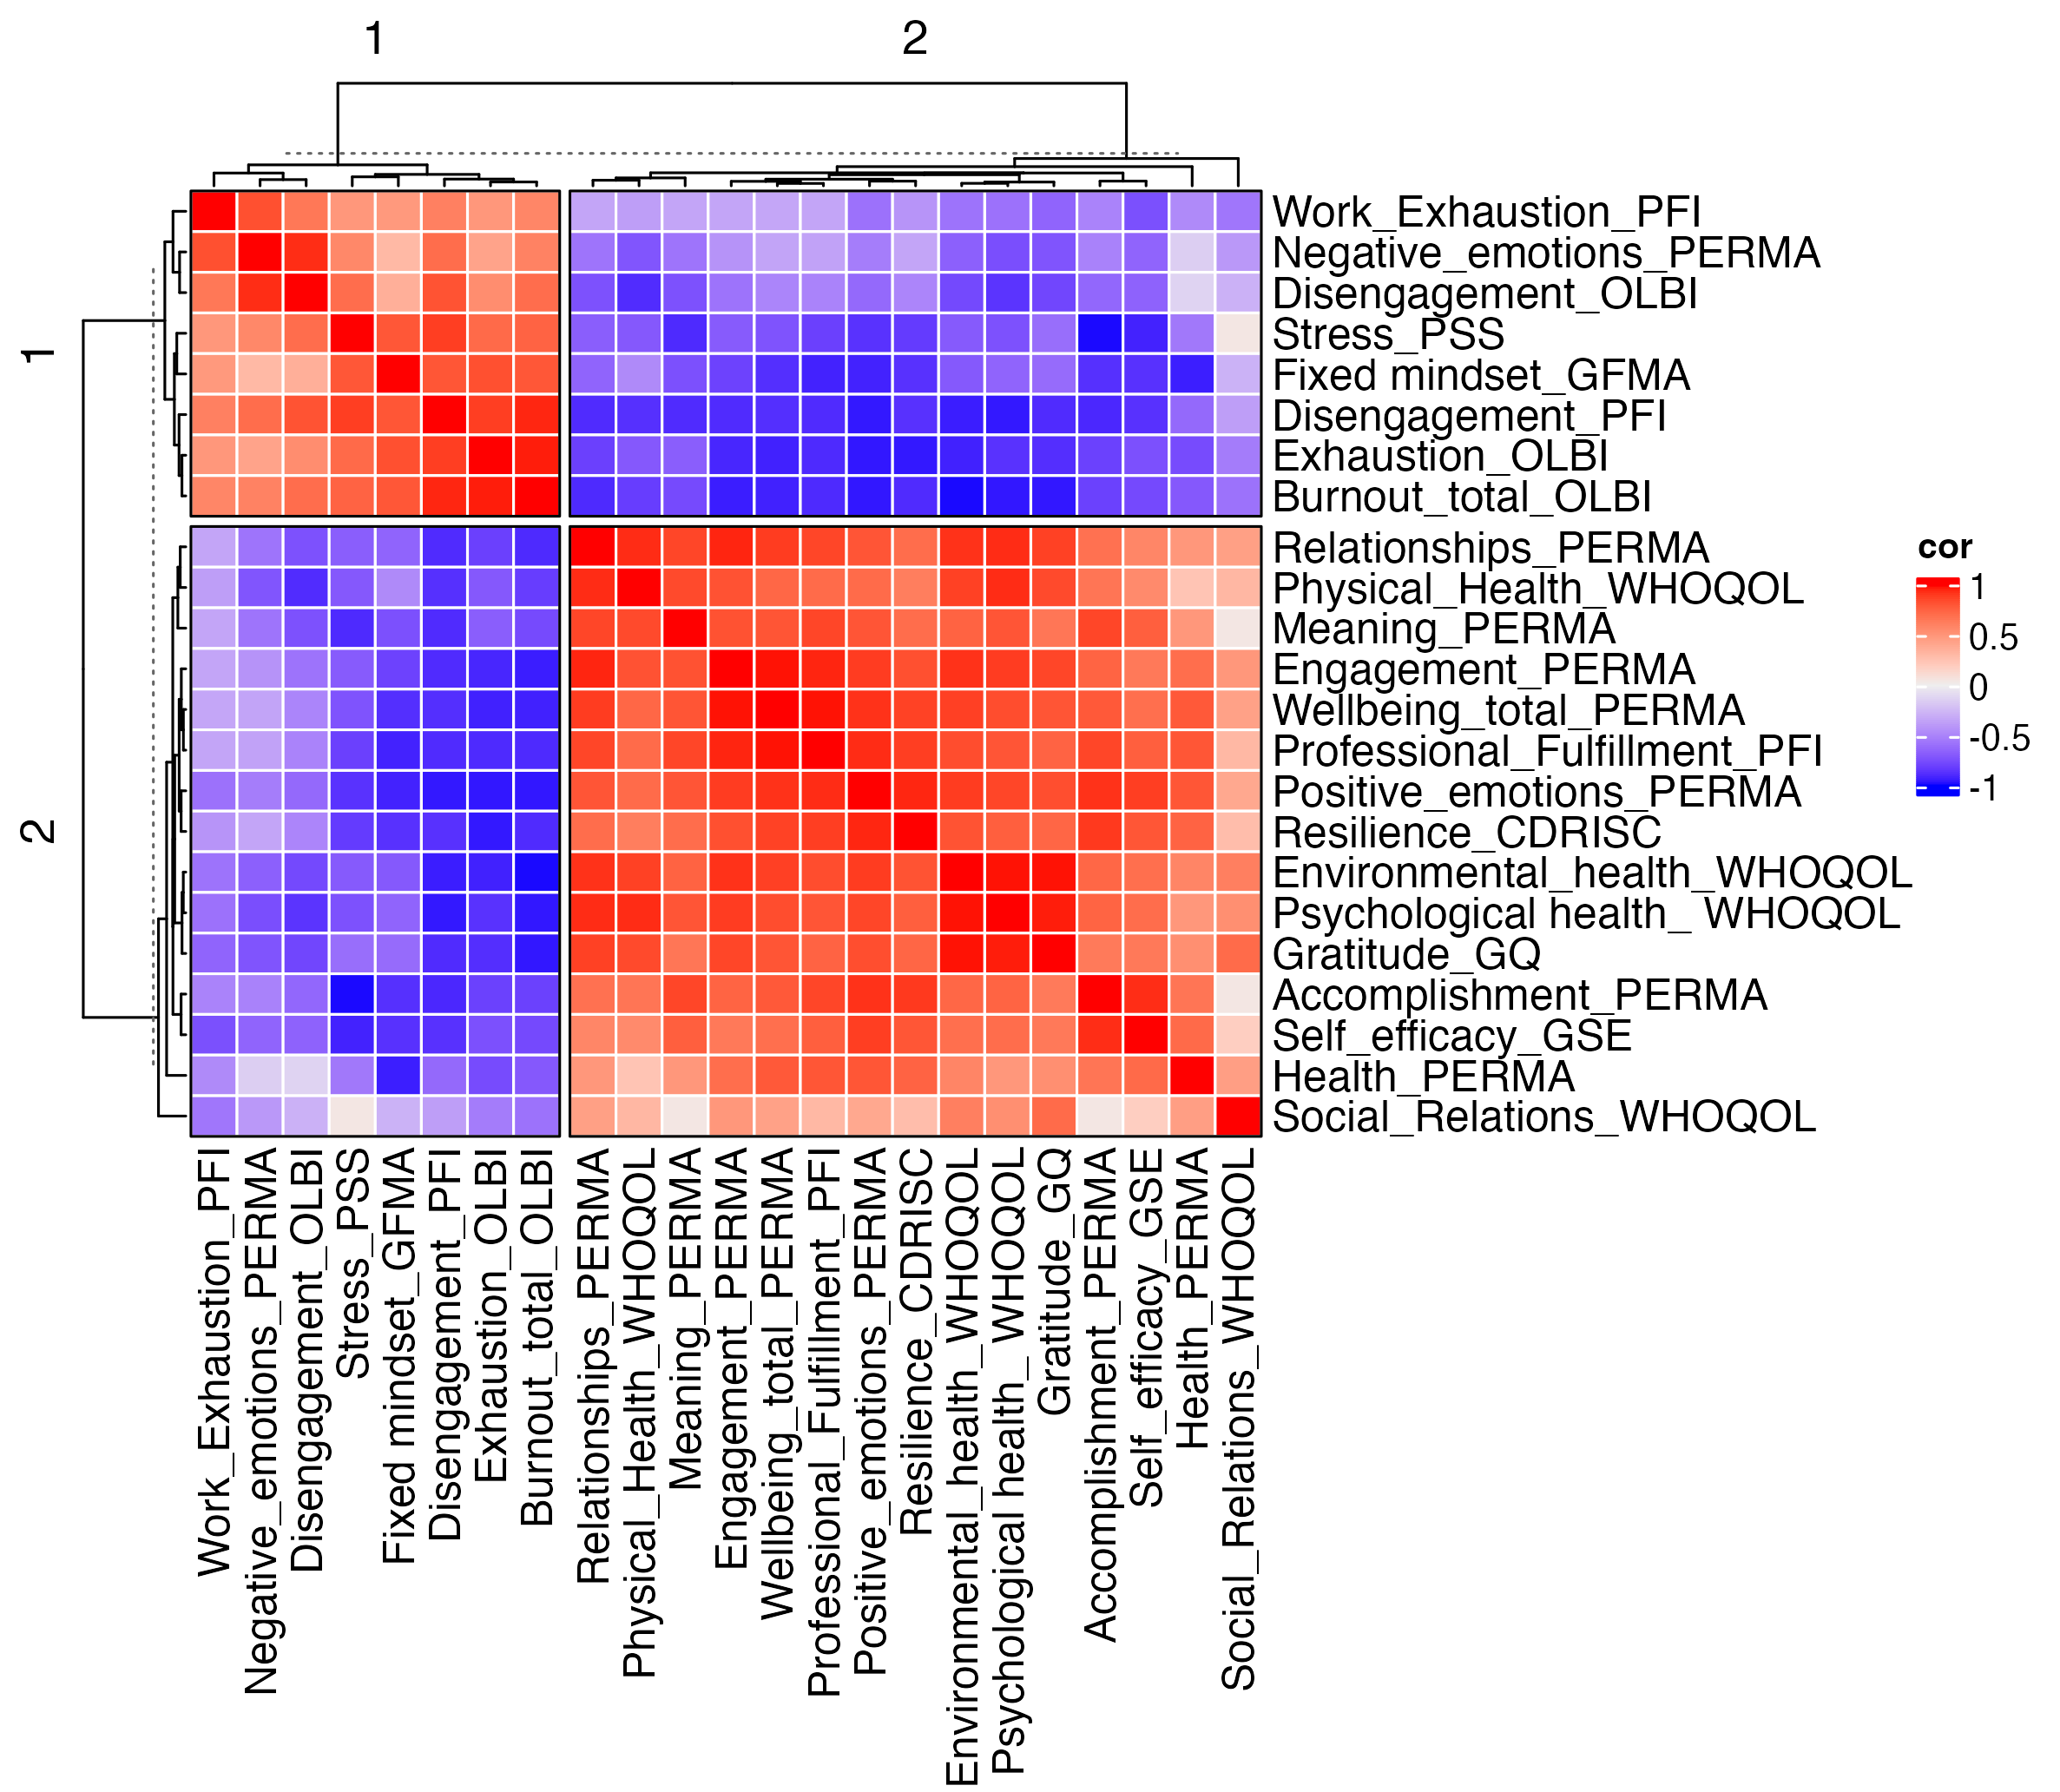 1
2
1
2
Work_Exhaustion_PFI
Negative_emotions_PERMA
Disengagement_OLBI
Stress_PSS
Fixed mindset_GFMA
Disengagement_PFI
Exhaustion_OLBI
Burnout_total_OLBI
Relationships_PERMA
Physical_Health_WHOQOL
Meaning_PERMA
Engagement_PERMA
Wellbeing_total_PERMA
Professional_Fulfillment_PFI
Positive_emotions_PERMA
Resilience_CDRISC
Environmental_health_WHOQOL
Psychological health_ WHOQOL
Gratitude_GQ
Accomplishment_PERMA
Self_efficacy_GSE
Health_PERMA
Social_Relations_WHOQOL
cor
1
0.5
0
-0.5
-1
Work_Exhaustion_PFI
Negative_emotions_PERMA
Disengagement_OLBI
Stress_PSS
Fixed mindset_GFMA
Disengagement_PFI
Exhaustion_OLBI
Burnout_total_OLBI
Relationships_PERMA
Physical_Health_WHOQOL
Meaning_PERMA
Engagement_PERMA
Wellbeing_total_PERMA
Professional_Fulfillment_PFI
Positive_emotions_PERMA
Resilience_CDRISC
Environmental_health_WHOQOL
Psychological health_ WHOQOL
Gratitude_GQ
Accomplishment_PERMA
Self_efficacy_GSE
Health_PERMA
Social_Relations_WHOQOL